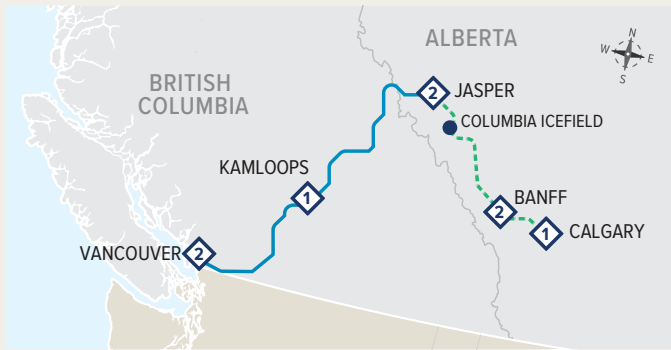 ALBERTA
N
W E
S
BRITISH
COLUMBIA
2 JASPER
COLUMBIA ICEFIELD
KAMLOOPS
1
BANFF
2
1 CALGARY
VANCOUVER 2